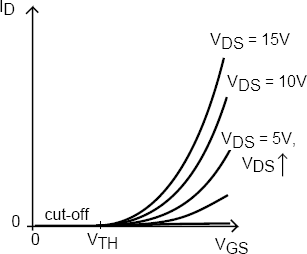 ID
VDS = 15V
VDS = 10V
VDS = 5V,
VDS ↑
cut-off
0
0
VTH
VGS